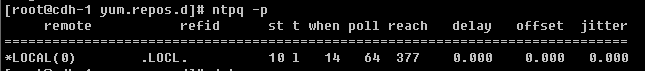 [root@cdh-1 yum.repos.d]# ntpq -p
     remote           refid      st t when poll reach   delay   offset  jitter
==============================================================================
*LOCAL(0)        .LOCL.          10 l   14   64  377    0.000    0.000   0.000